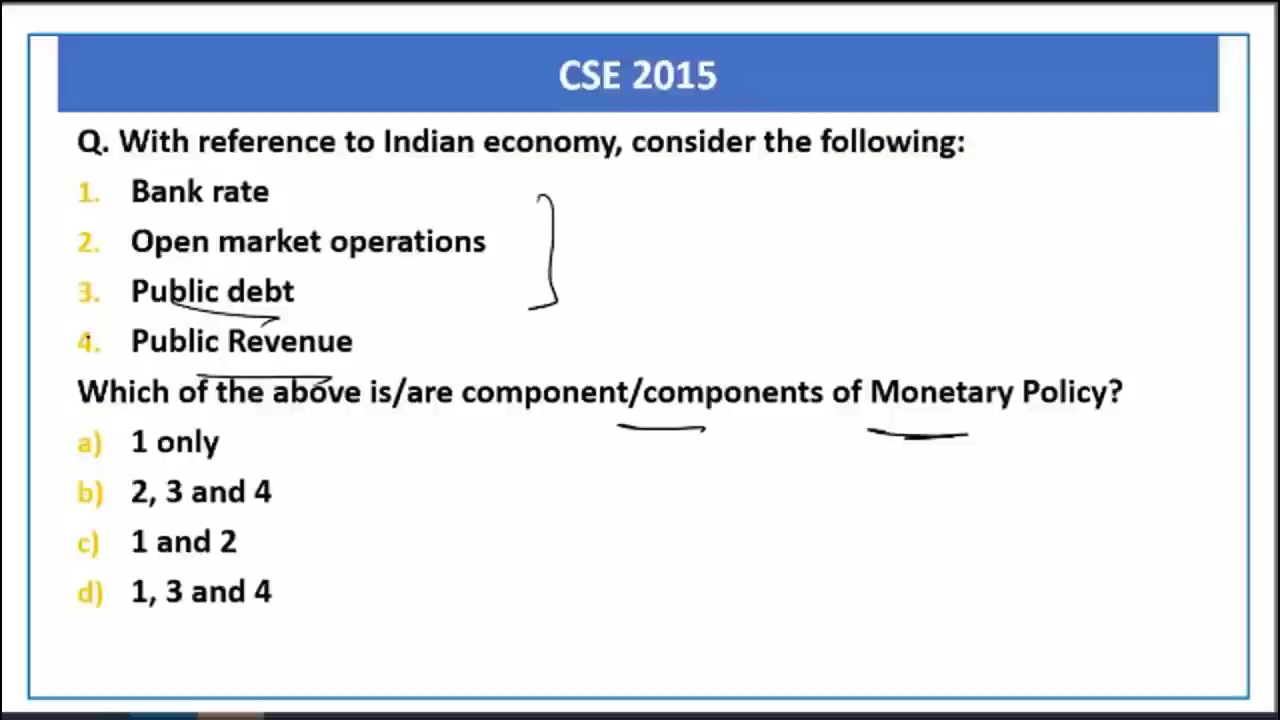 CSE 2015
Q. With reference to Indian economy, consider the following:
1. Bank rate
2. Open market operations
3. Public debt
4. Public Revenue
Which of the above is/are component/components of Monetary Policy?
a) 1 only
b) 2, 3 and 4
c) 1 and 2
d) 1, 3 and 4